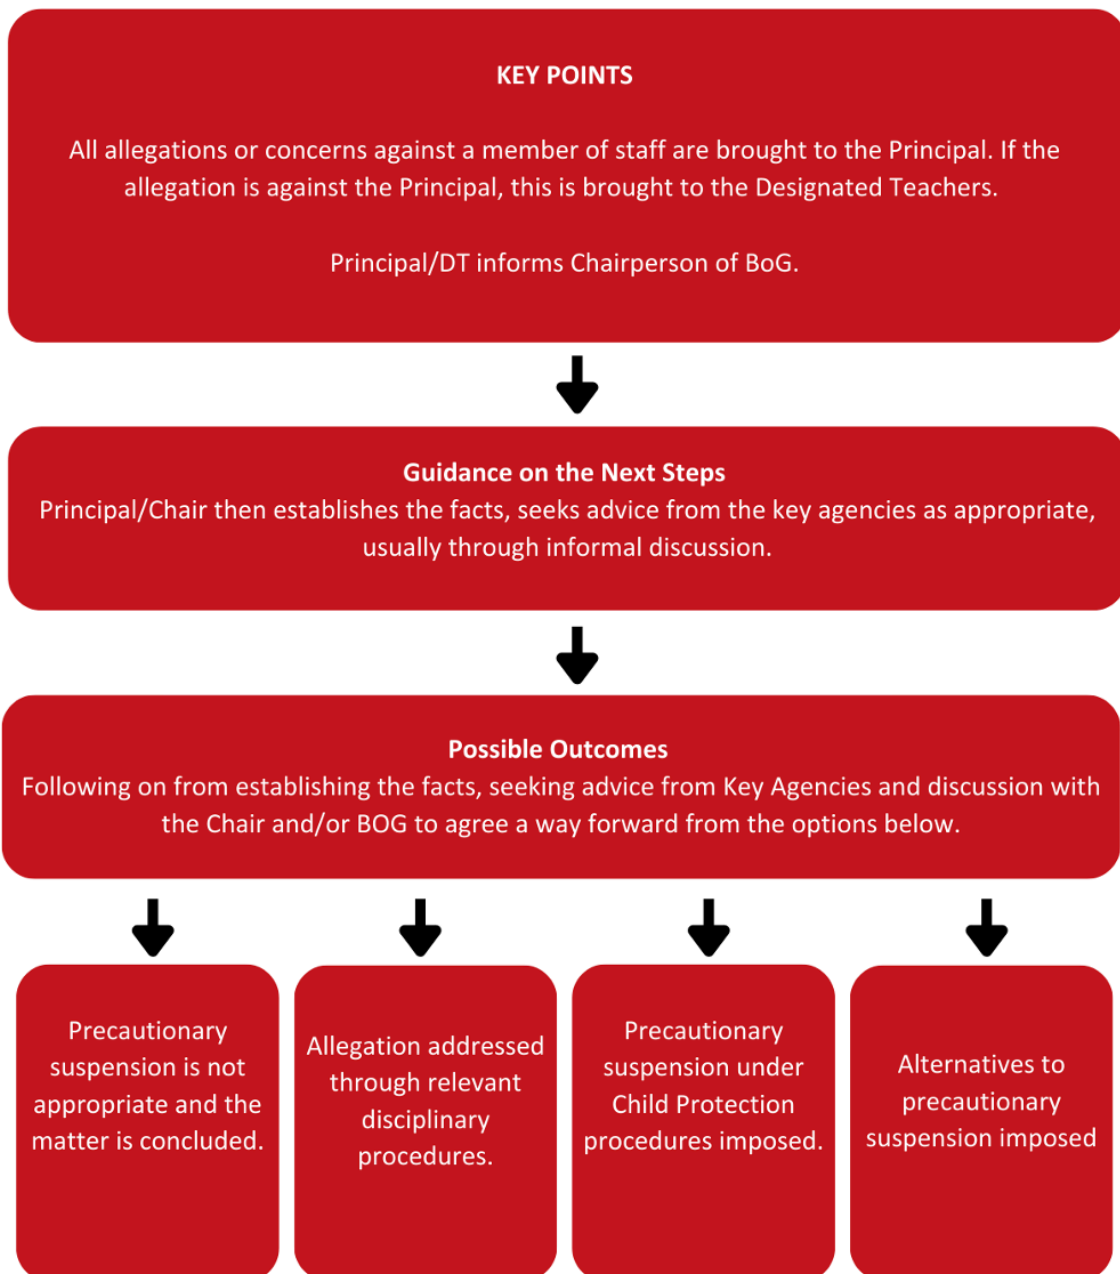 KEY POINTS
All allegations or concerns against a member of staff are brought to the Principal. If the
allegation is against the Principal, this is brought to the Designated Teachers.
Principal/DT informs Chairperson of BoG.
Guidance on the Next Steps
Principal/Chair then establishes the facts, seeks advice from the key agencies as appropriate,
usually through informal discussion.
Possible Outcomes
Following on from establishing the facts, seeking advice from Key Agencies and discussion with
the Chair and/or BOG to agree a way forward from the options below.
Precautionary
suspension is not
appropriate and the
matter is concluded.
Allegation addressed
through relevant
disciplinary
procedures.
Precautionary
suspension under
Child Protection
procedures imposed.
Alternatives to
precautionary
suspension imposed